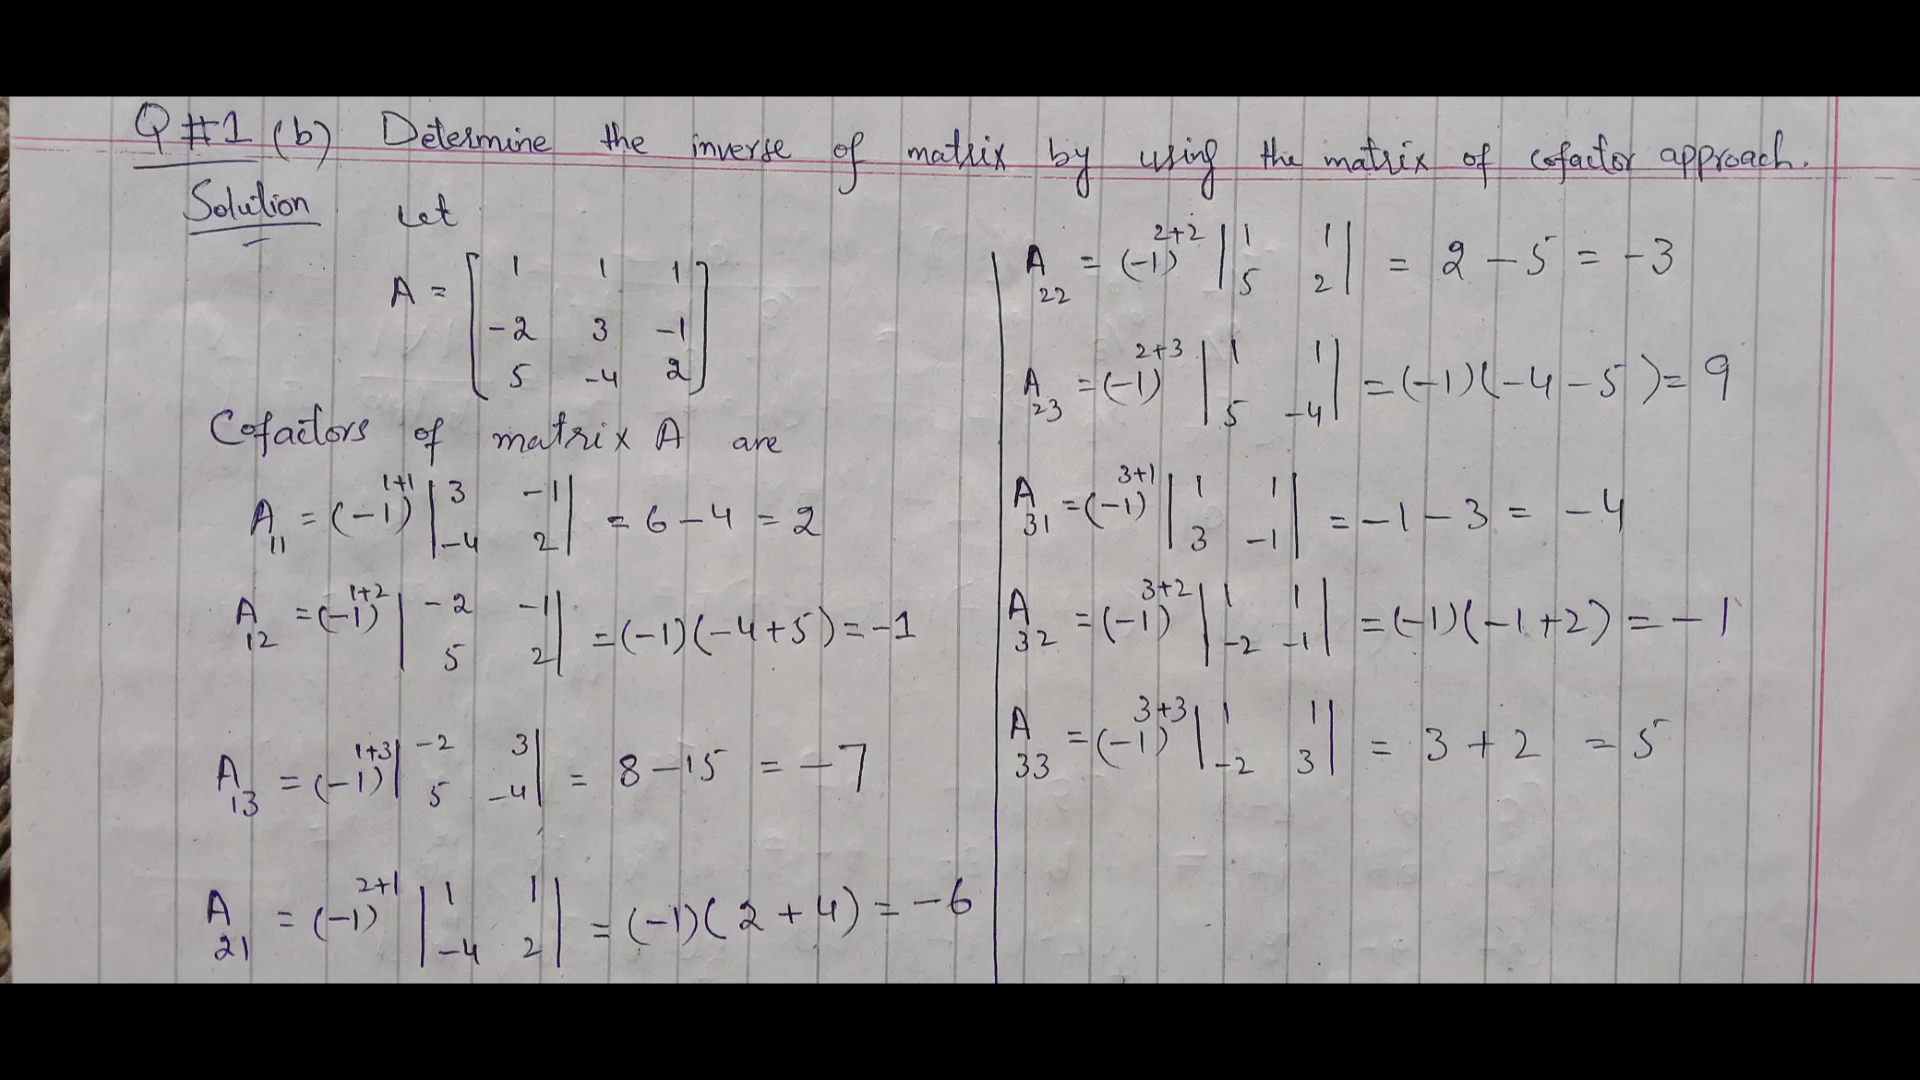 Q #1 (b) Determine the inverse of matrix by using the matrix of cofactor approach.
Solution Let
A = [ 1 1 1
-2 3 -1
5 -4 2 ]
Cofactors of matrix A are
A₁₁ = (-1)¹⁺¹ | 3 -1
-4 2 | = 6 - 4 = 2
A₁₂ = (-1)¹⁺² | -2 -1
5 2 | = (-1)(-4+5) = -1
A₁₃ = (-1)¹⁺³ | -2 3
5 -4 | = 8 - 15 = -7
A₂₁ = (-1)²⁺¹ | 1 1
-4 2 | = (-1)(2+4) = -6
A₂₂ = (-1)²⁺² | 1 1
5 2 | = 2 - 5 = -3
A₂₃ = (-1)²⁺³ | 1 1
5 -4 | = (-1)(-4-5) = 9
A₃₁ = (-1)³⁺¹ | 1 1
3 -1 | = -1 - 3 = -4
A₃₂ = (-1)³⁺² | 1 1
-2 -1 | = (-1)(-1+2) = -1
A₃₃ = (-1)³⁺³ | 1 1
-2 3 | = 3 + 2 = 5